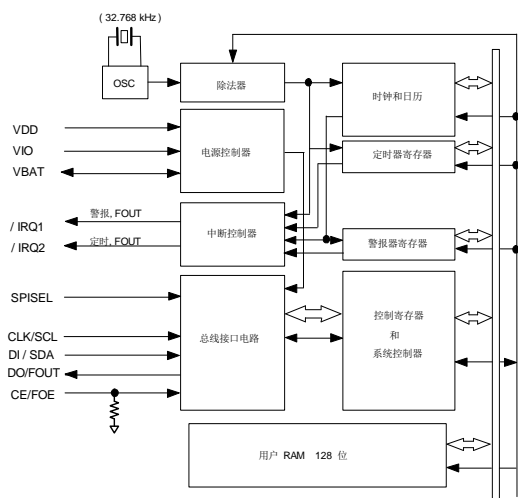 ( 32.768 kHz )
OSC
除法器
时钟和日历
VDD
VIO
VBAT
电源控制器
定时器寄存器
/ IRQ1
警报, FOUT
/ IRQ2
定时, FOUT
中断控制器
警报器寄存器
SPISEL
CLK/SCL
DI / SDA
DO/FOUT
CE/FOE
总线接口电路
控制寄存器
和
系统控制器
用户 RAM 128 位